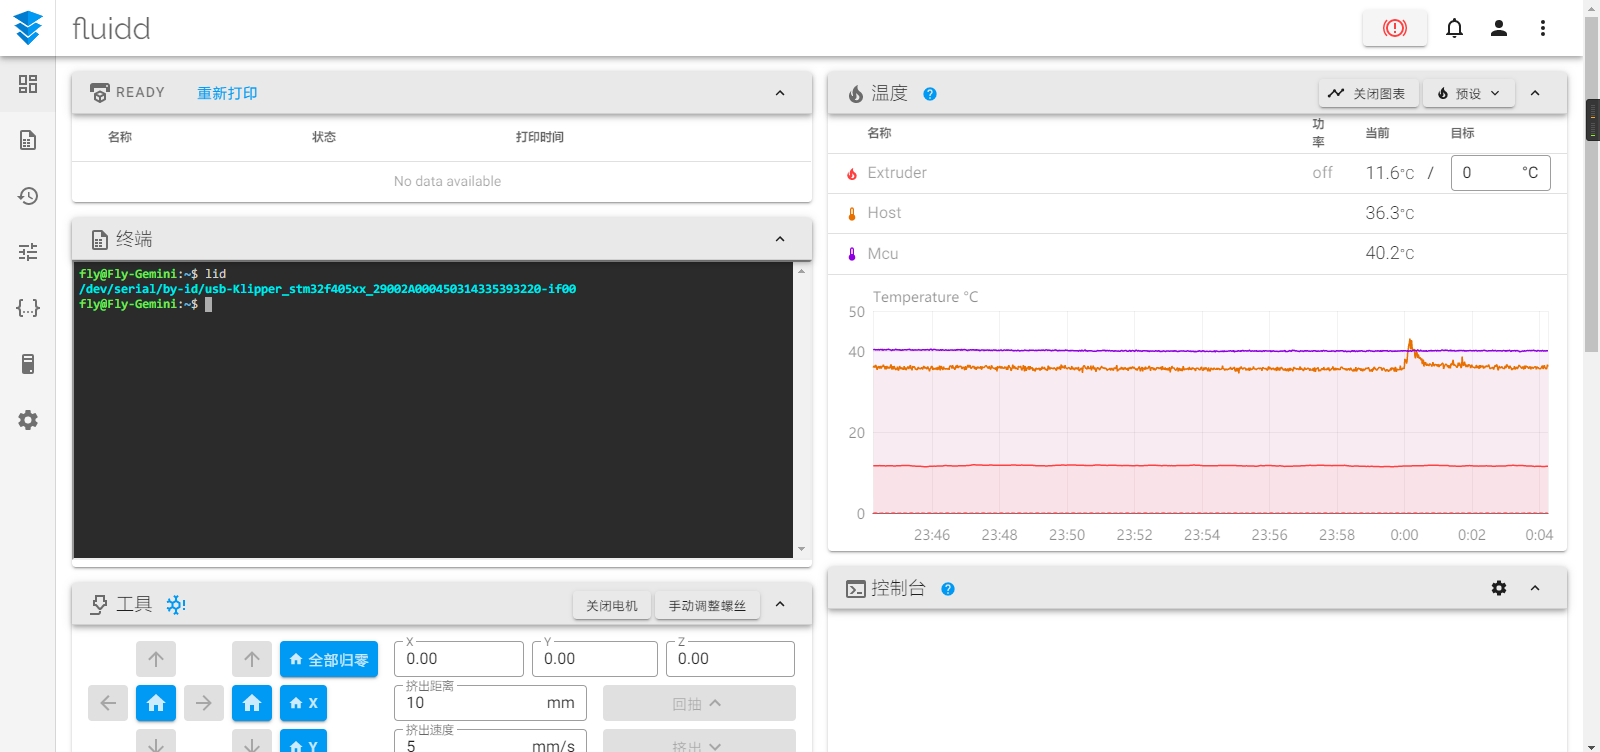 fluidd
READY 重新打印
名称 状态 打印时间
No data available
终端
fly@Fly-Gemini:~$ lid
/dev/serial/by-id/usb-Klipper_stm32f405xx_29002A000450314335393220-if00
fly@Fly-Gemini:~$
工具
关闭电机 手动调整螺丝
全部归零
X
Y
X
0.00
Y
0.00
Z
0.00
挤出距离
10 mm
回抽
挤出速度
5 mm/s
挤出
温度
关闭图表 预设
名称 功率 当前 目标
Extruder off 11.6°C / 0 °C
Host 36.3°C
Mcu 40.2°C
Temperature °C
50
40
20
0
23:46 23:48 23:50 23:52 23:54 23:56 23:58 0:00 0:02 0:04
控制台